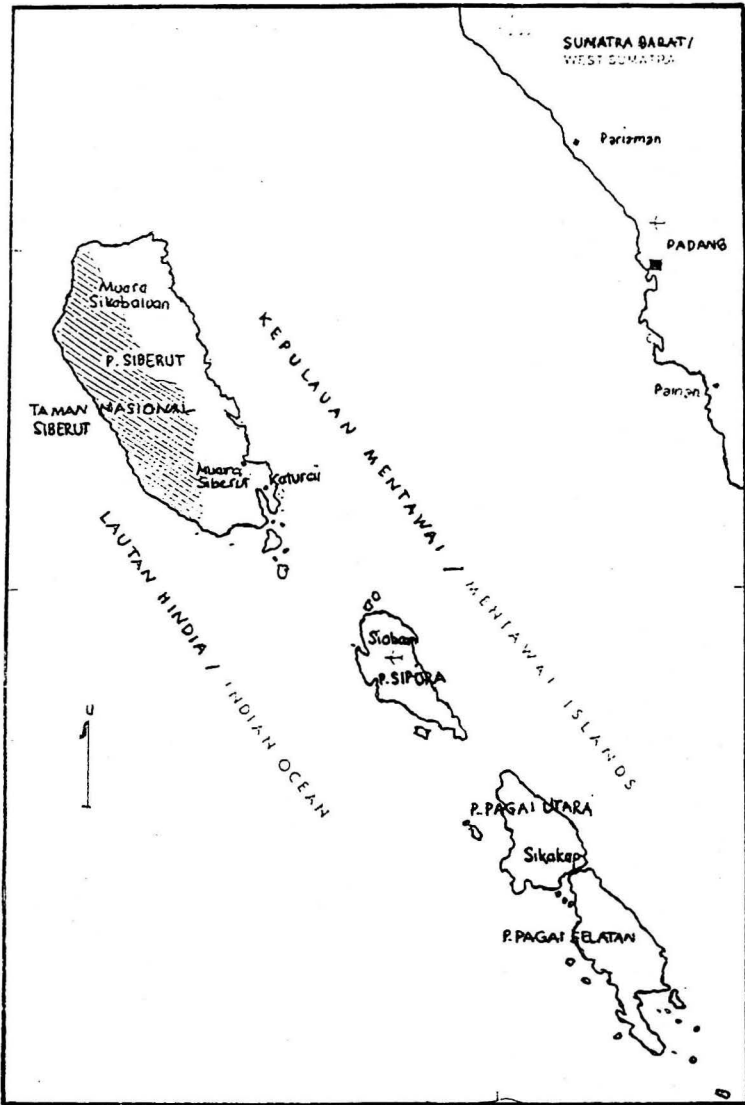 SUMATRA BARAT/
WEST SUMATRA
Pariaman
PADANG
Painan
Muara
Sikabaluan
P. SIBERUT
TAMAN NASIONAL
SIBERUT
Muara
Siberut
Katurai
KEPULAUAN MENTAWAI / MENTAWAI ISLANDS
LAUTAN HINDIA / INDIAN OCEAN
Sioban
P. SIPORA
U
P. PAGAI UTARA
Sikakap
P. PAGAI SELATAN